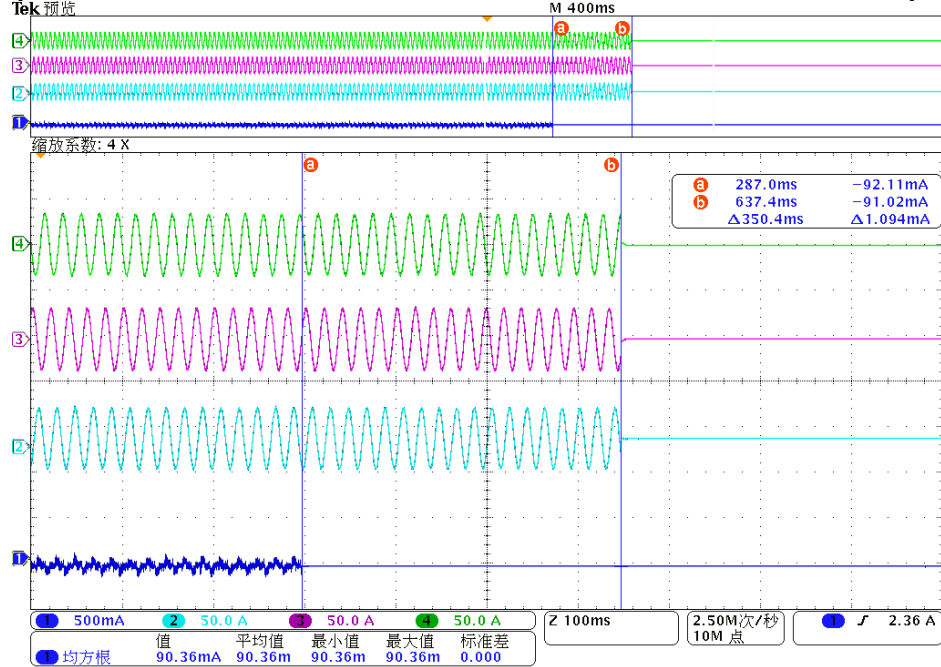 Tek 预览 M 400ms
a b
4
3
2
1
缩放系数: 4 X
a b
a 287.0ms −92.11mA
b 637.4ms −91.02mA
Δ350.4ms Δ1.094mA
4
3
2
1
1 500mA 2 50.0 A 3 50.0 A 4 50.0 A
Z 100ms
2.50M次/秒
10M 点
1 2.36 A
值 平均值 最小值 最大值 标准差
1 均方根 90.36mA 90.36m 90.36m 90.36m 0.000